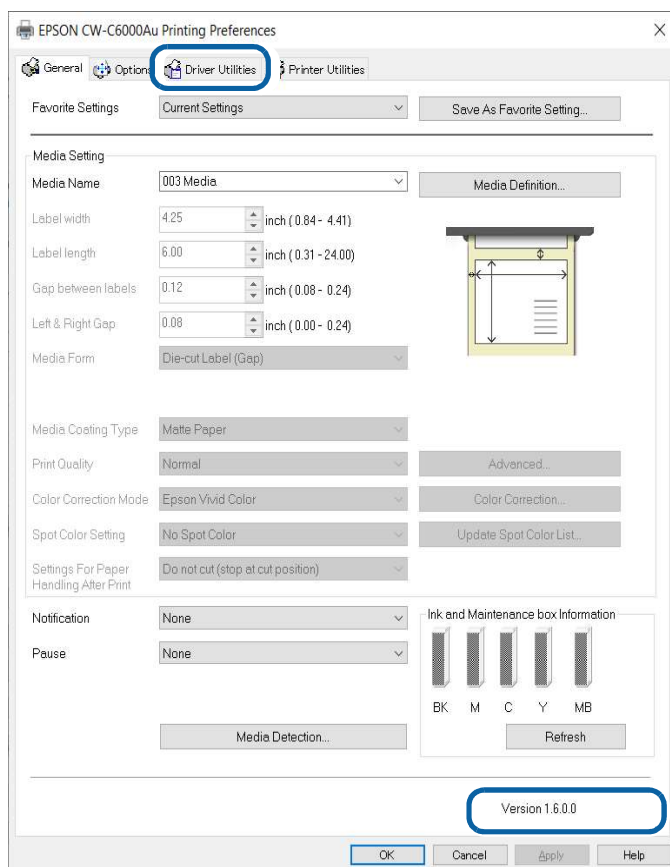 EPSON CW-C6000Au Printing Preferences
General Option Driver Utilities Printer Utilities
Favorite Settings Current Settings Save As Favorite Setting...
Media Setting
Media Name 003 Media Media Definition...
Label width 4.25 inch ( 0.84 - 4.41)
Label length 6.00 inch ( 0.31 - 24.00)
Gap between labels 0.12 inch ( 0.08 - 0.24)
Left & Right Gap 0.08 inch ( 0.00 - 0.24)
Media Form Die-cut Label (Gap)
Media Coating Type Matte Paper
Print Quality Normal Advanced...
Color Correction Mode Epson Vivid Color Color Correction...
Spot Color Setting No Spot Color Update Spot Color List...
Settings For Paper Do not cut (stop at cut position)
Handling After Print
Notification None Ink and Maintenance box Information
Pause None
BK M C Y MB
Media Detection... Refresh
Version 1.6.0.0
OK Cancel Apply Help